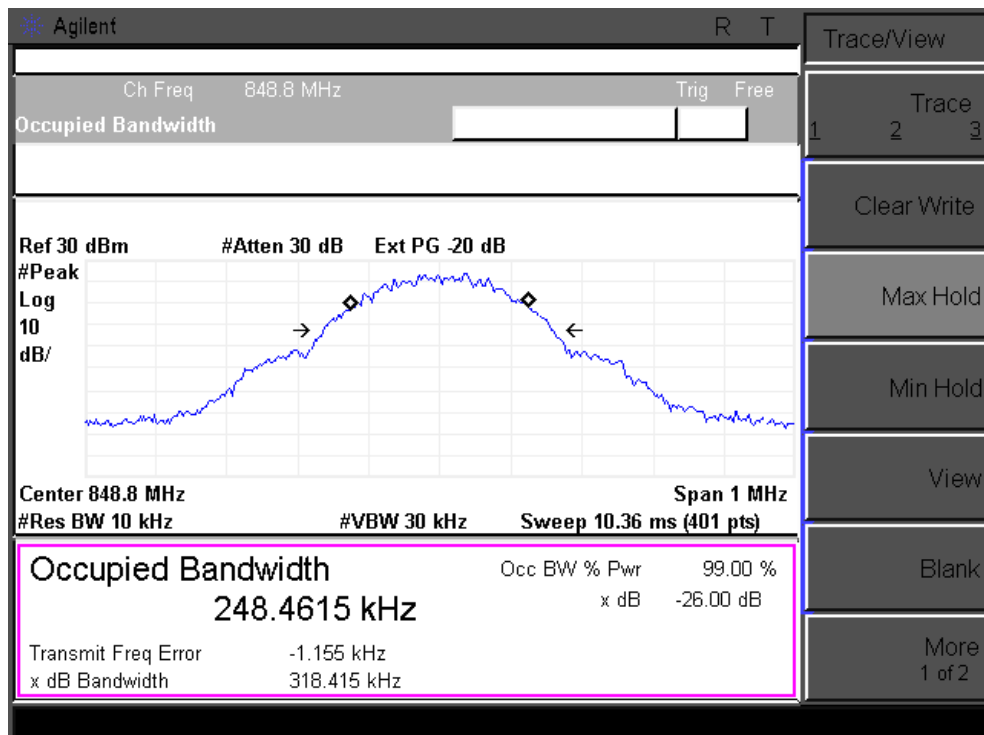 Agilent R T
Trace/View
Ch Freq 848.8 MHz Trig Free
Occupied Bandwidth
Trace
1 2 3
Clear Write
Max Hold
Min Hold
View
Blank
More
1 of 2
Ref 30 dBm #Atten 30 dB Ext PG -20 dB
#Peak
Log
10
dB/
Center 848.8 MHz Span 1 MHz
#Res BW 10 kHz #VBW 30 kHz Sweep 10.36 ms (401 pts)
Occupied Bandwidth Occ BW % Pwr 99.00 %
248.4615 kHz x dB -26.00 dB
Transmit Freq Error -1.155 kHz
x dB Bandwidth 318.415 kHz